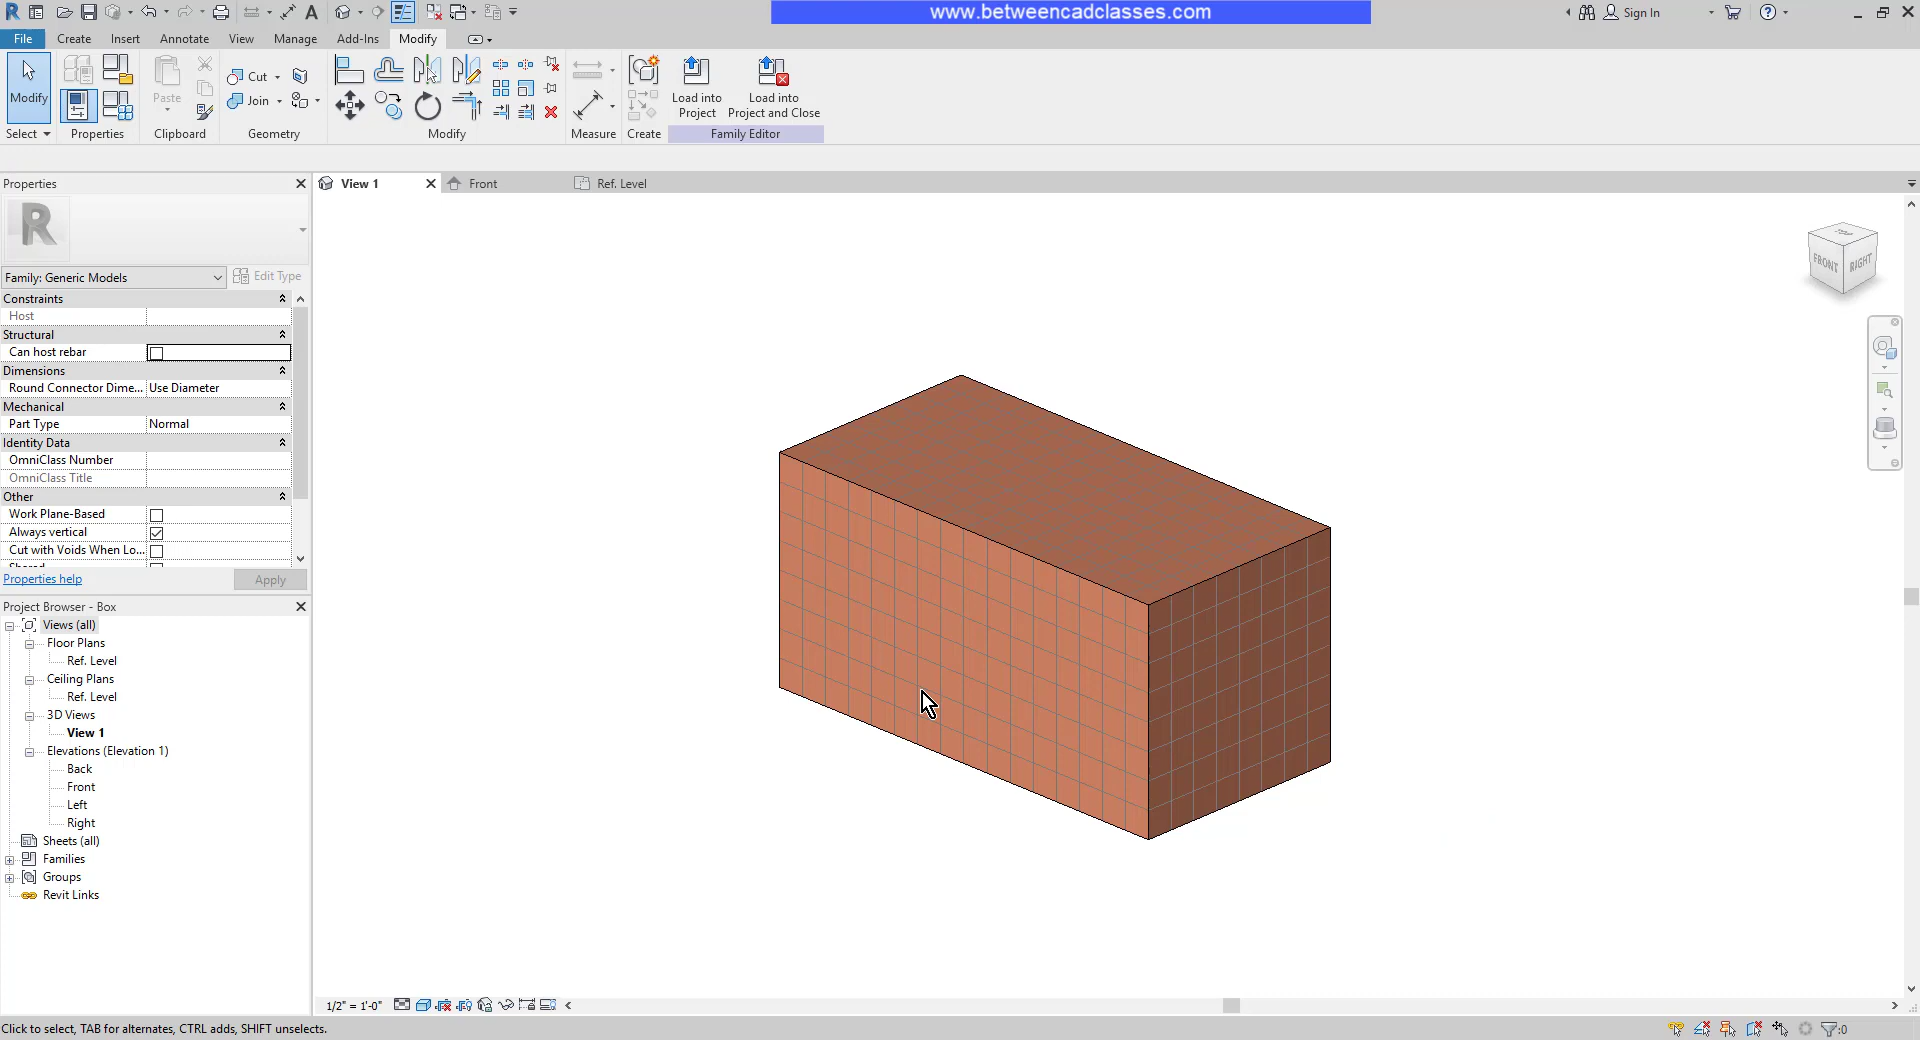 www.betweencadclasses.com
Sign In
File
Create
Insert
Annotate
View
Manage
Add-Ins
Modify
Modify
Paste
Cut
Join
Load into
Project
Load into
Project and Close
Select
Properties
Clipboard
Geometry
Modify
Measure
Create
Family Editor
Properties
View 1
Front
Ref. Level
R
Family: Generic Models
Edit Type
Constraints
Host
Structural
Can host rebar
Dimensions
Round Connector Dime...
Use Diameter
Mechanical
Part Type
Normal
Identity Data
OmniClass Number
OmniClass Title
Other
Work Plane-Based
Always vertical
Cut with Voids When Lo...
Shared
Properties help
Apply
Project Browser - Box
Views (all)
Floor Plans
Ref. Level
Ceiling Plans
Ref. Level
3D Views
View 1
Elevations (Elevation 1)
Back
Front
Left
Right
Sheets (all)
Families
Groups
Revit Links
TOP
FRONT
RIGHT
1/2" = 1'-0"
Click to select, TAB for alternates, CTRL adds, SHIFT unselects.
:0